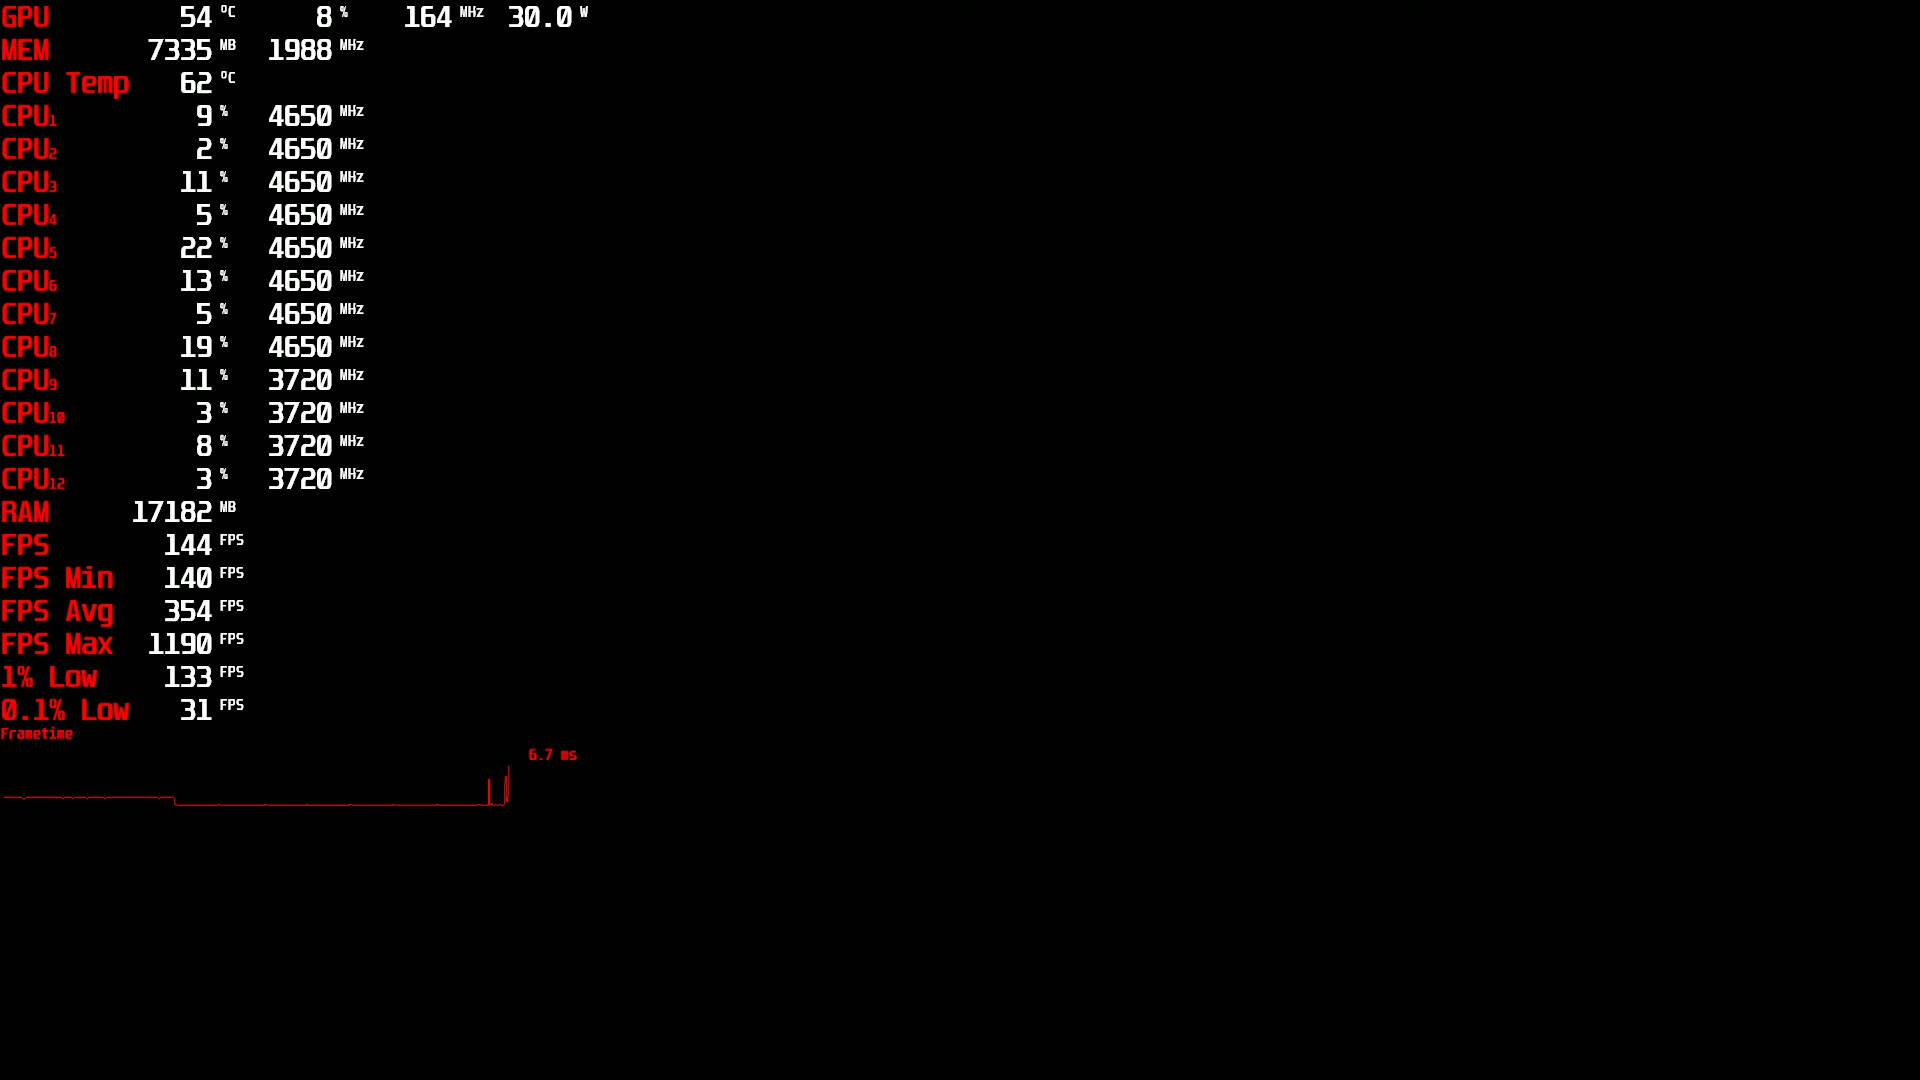 GPU 54 °C 8 % 164 MHz 30.0 W
MEM 7335 MB 1988 MHz
CPU Temp 62 °C
CPU1 9 % 4650 MHz
CPU2 2 % 4650 MHz
CPU3 11 % 4650 MHz
CPU4 5 % 4650 MHz
CPU5 22 % 4650 MHz
CPU6 13 % 4650 MHz
CPU7 5 % 4650 MHz
CPU8 19 % 4650 MHz
CPU9 11 % 3720 MHz
CPU10 3 % 3720 MHz
CPU11 8 % 3720 MHz
CPU12 3 % 3720 MHz
RAM 17182 MB
FPS 144 FPS
FPS Min 140 FPS
FPS Avg 354 FPS
FPS Max 1190 FPS
1% Low 133 FPS
0.1% Low 31 FPS
Frametime
6.7 ms